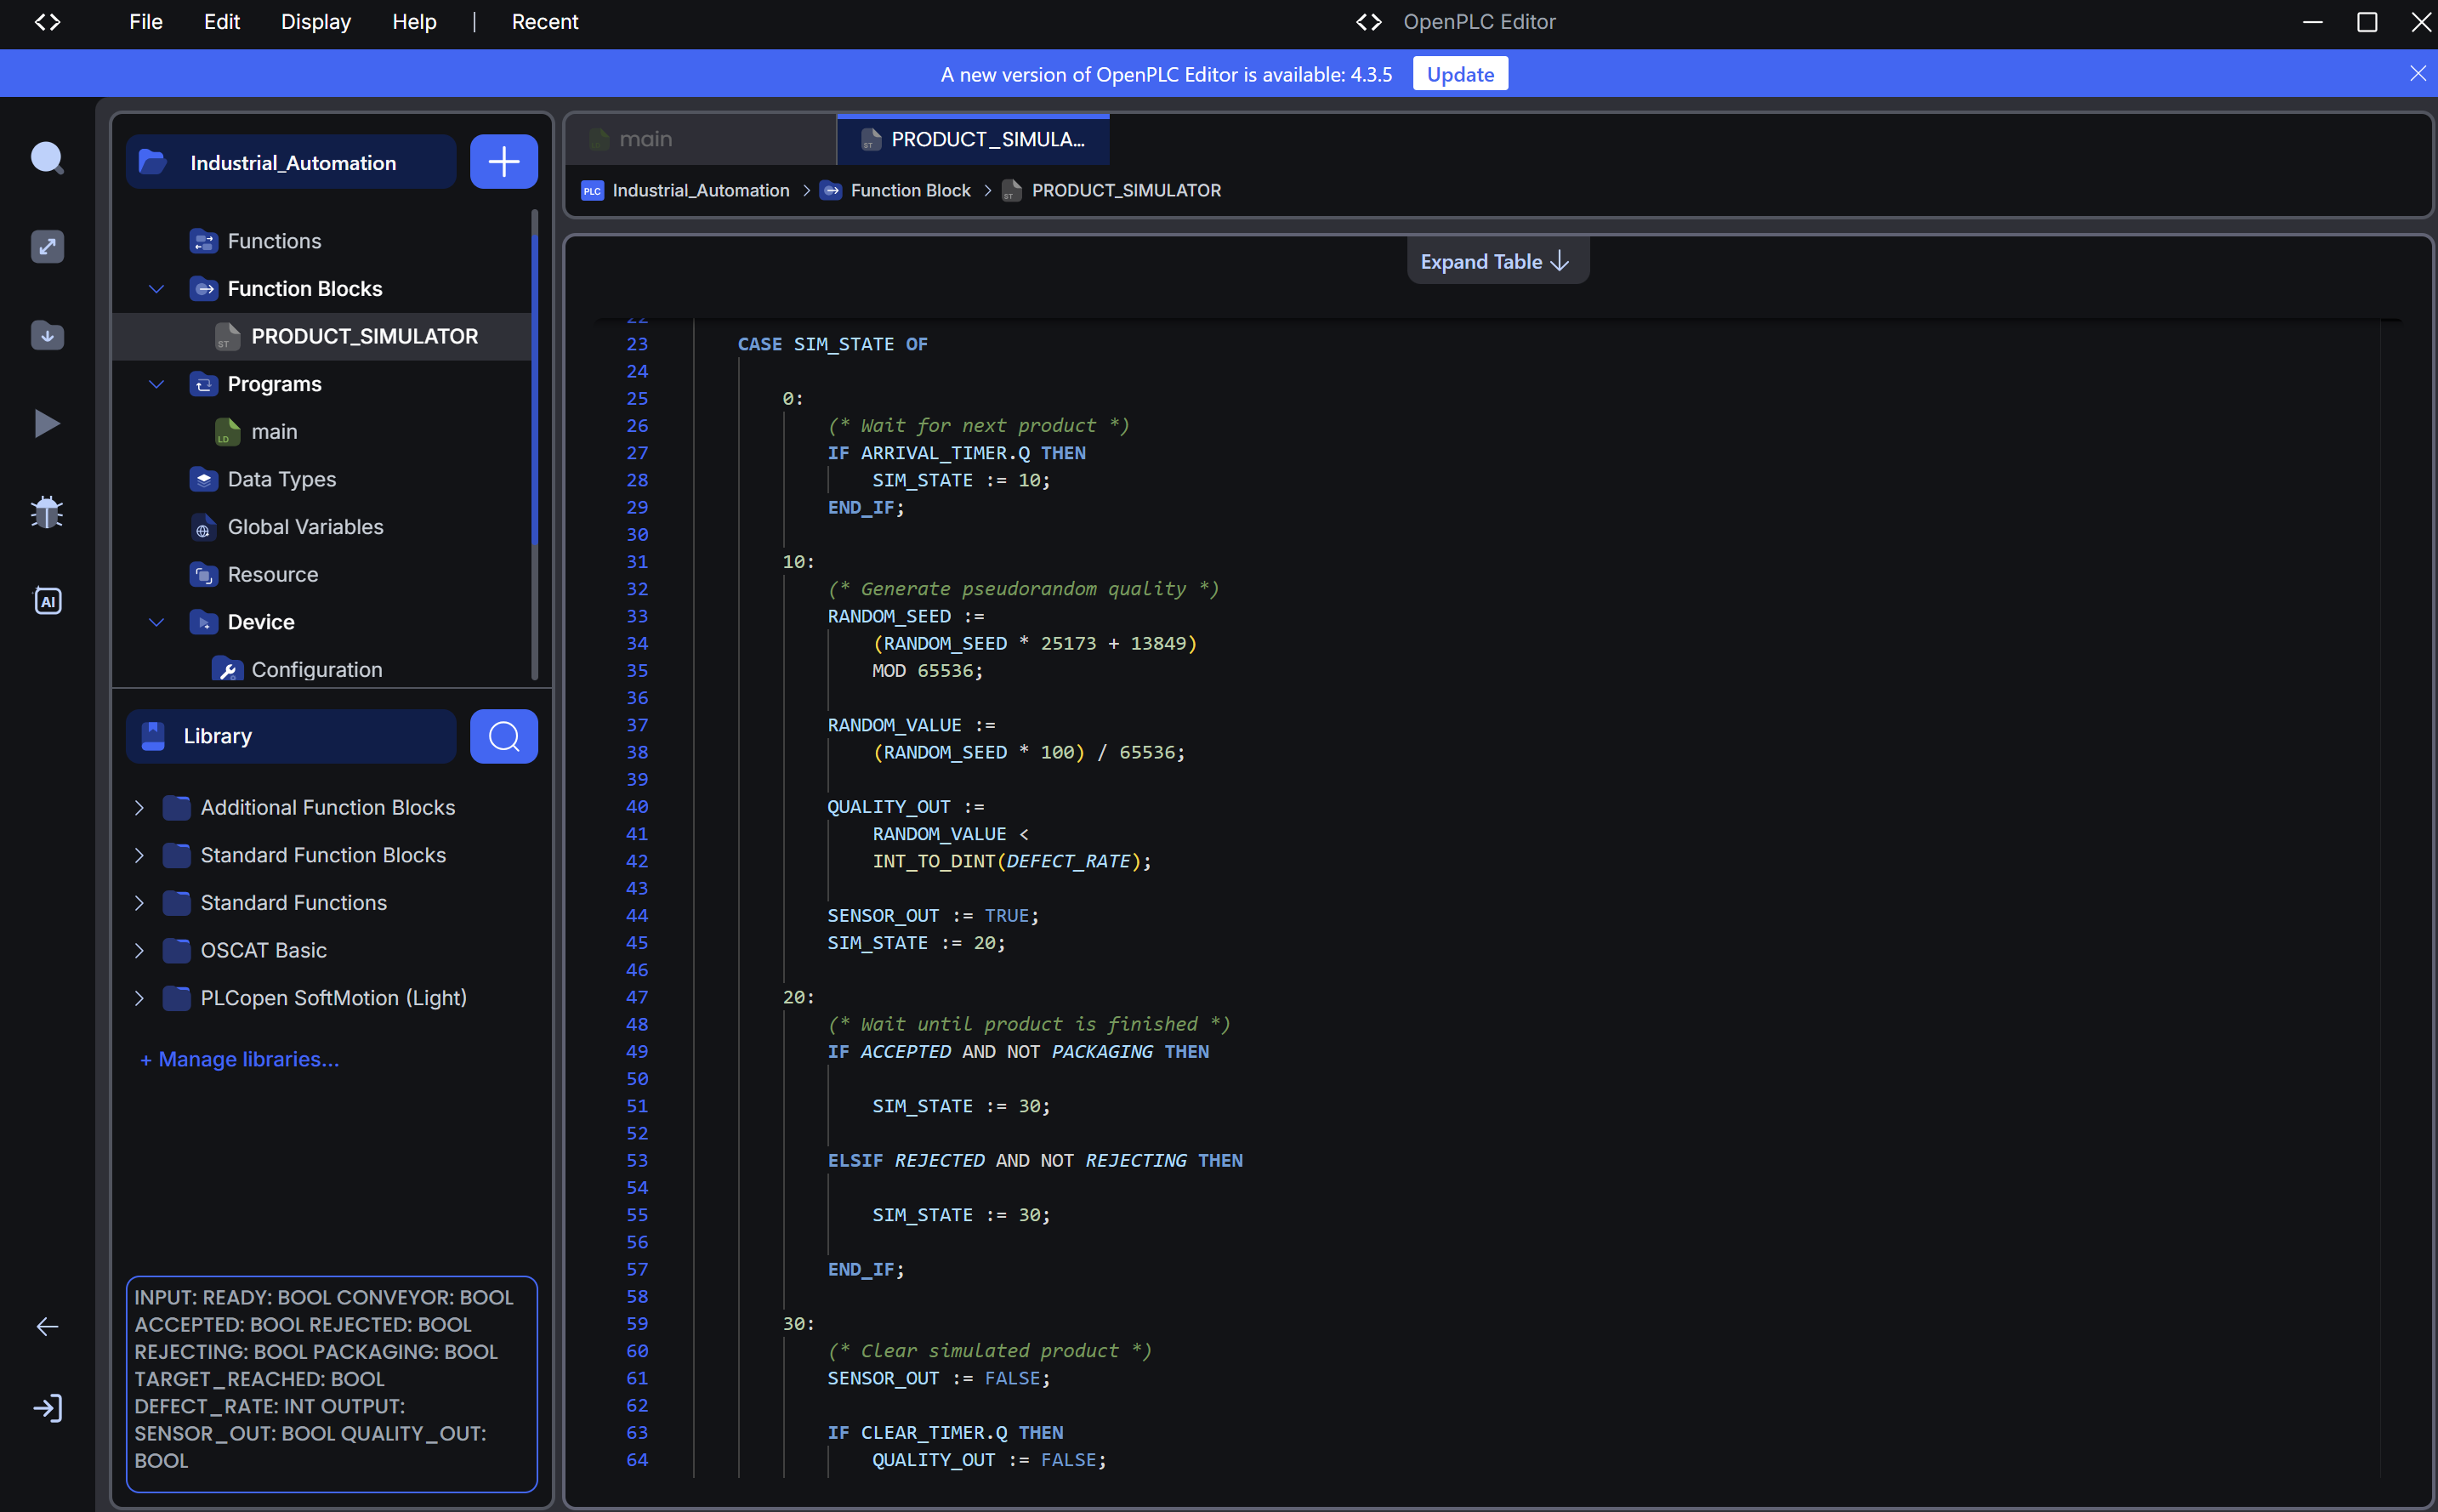 File Edit Display Help | Recent
OpenPLC Editor
A new version of OpenPLC Editor is available: 4.3.5 Update
Industrial_Automation
Functions
Function Blocks
ST PRODUCT_SIMULATOR
Programs
LD main
Data Types
Global Variables
Resource
Device
Configuration
AI
Library
Additional Function Blocks
Standard Function Blocks
Standard Functions
OSCAT Basic
PLCopen SoftMotion (Light)
+ Manage libraries...
INPUT: READY: BOOL CONVEYOR: BOOL
ACCEPTED: BOOL REJECTED: BOOL
REJECTING: BOOL PACKAGING: BOOL
TARGET_REACHED: BOOL
DEFECT_RATE: INT OUTPUT:
SENSOR_OUT: BOOL QUALITY_OUT:
BOOL
main
ST PRODUCT_SIMULA...
PLC Industrial_Automation > Function Block > ST PRODUCT_SIMULATOR
Expand Table ↓
22
23 CASE SIM_STATE OF
24
25 0:
26 (* Wait for next product *)
27 IF ARRIVAL_TIMER.Q THEN
28 SIM_STATE := 10;
29 END_IF;
30
31 10:
32 (* Generate pseudorandom quality *)
33 RANDOM_SEED :=
34 (RANDOM_SEED * 25173 + 13849)
35 MOD 65536;
36
37 RANDOM_VALUE :=
38 (RANDOM_SEED * 100) / 65536;
39
40 QUALITY_OUT :=
41 RANDOM_VALUE <
42 INT_TO_DINT(DEFECT_RATE);
43
44 SENSOR_OUT := TRUE;
45 SIM_STATE := 20;
46
47 20:
48 (* Wait until product is finished *)
49 IF ACCEPTED AND NOT PACKAGING THEN
50
51 SIM_STATE := 30;
52
53 ELSIF REJECTED AND NOT REJECTING THEN
54
55 SIM_STATE := 30;
56
57 END_IF;
58
59 30:
60 (* Clear simulated product *)
61 SENSOR_OUT := FALSE;
62
63 IF CLEAR_TIMER.Q THEN
64 QUALITY_OUT := FALSE;